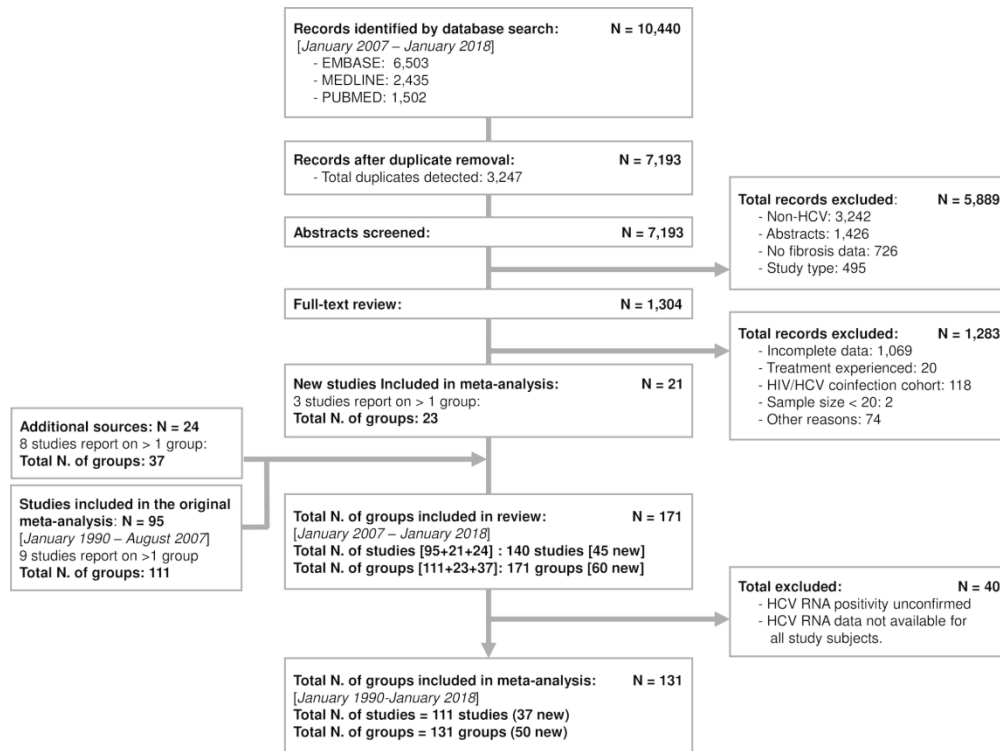 Records identified by database search: N = 10,440
[January 2007 – January 2018]
- EMBASE: 6,503
- MEDLINE: 2,435
- PUBMED: 1,502
Records after duplicate removal: N = 7,193
- Total duplicates detected: 3,247
Abstracts screened: N = 7,193
Total records excluded: N = 5,889
- Non-HCV: 3,242
- Abstracts: 1,426
- No fibrosis data: 726
- Study type: 495
Full-text review: N = 1,304
Total records excluded: N = 1,283
- Incomplete data: 1,069
- Treatment experienced: 20
- HIV/HCV coinfection cohort: 118
- Sample size < 20: 2
- Other reasons: 74
New studies Included in meta-analysis: N = 21
3 studies report on > 1 group:
Total N. of groups: 23
Additional sources: N = 24
8 studies report on > 1 group:
Total N. of groups: 37
Studies included in the original
meta-analysis: N = 95
[January 1990 – August 2007]
9 studies report on >1 group
Total N. of groups: 111
Total N. of groups included in review: N = 171
[January 2007 – January 2018]
Total N. of studies [95+21+24] : 140 studies [45 new]
Total N. of groups [111+23+37]: 171 groups [60 new]
Total excluded: N = 40
- HCV RNA positivity unconfirmed
- HCV RNA data not available for
all study subjects.
Total N. of groups included in meta-analysis: N = 131
[January 1990-January 2018]
Total N. of studies = 111 studies (37 new)
Total N. of groups = 131 groups (50 new)